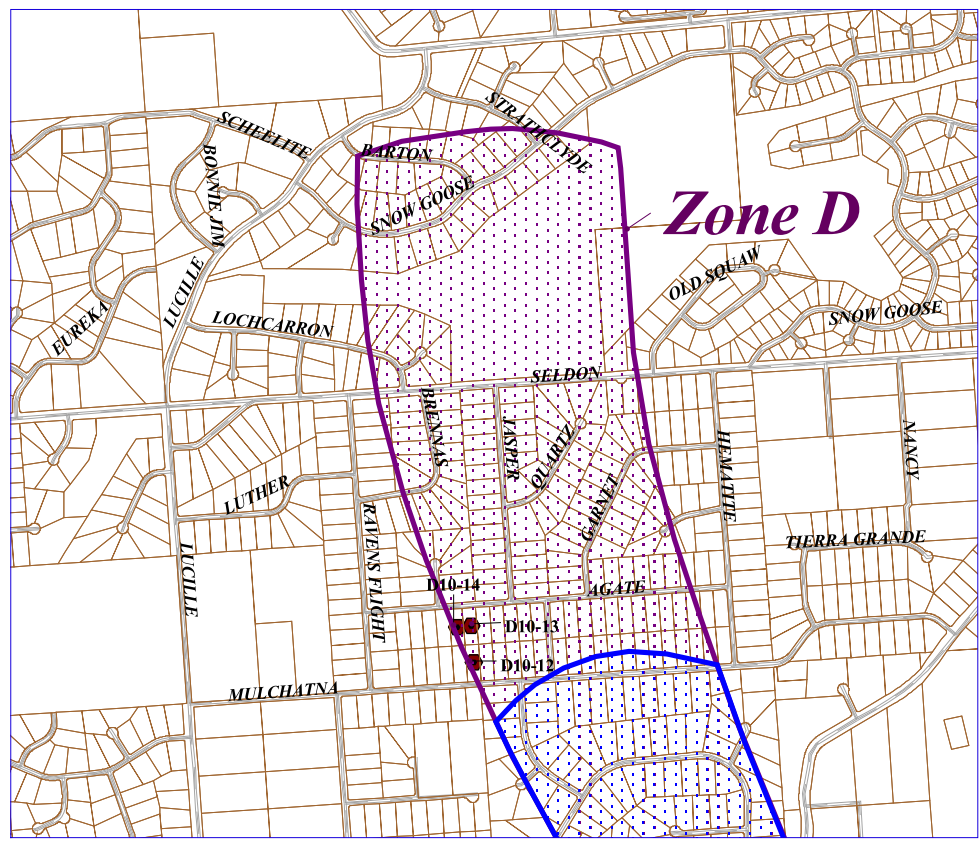 STRATHCLYDE
SCHEELITE
BARTON
BONNIE JIM
SNOW GOOSE
Zone D
OLD SQUAW
LUCILLE
EUREKA
LOCHCARRON
SNOW GOOSE
SELDON
BRENNAS
JASPER
QUARTZ
HEMATITE
NANCY
LUTHER
GARNET
RAVENS FLIGHT
TIERRA GRANDE
LUCILLE
D10-14
AGATE
D10-13
D10-12
MULCHATNA